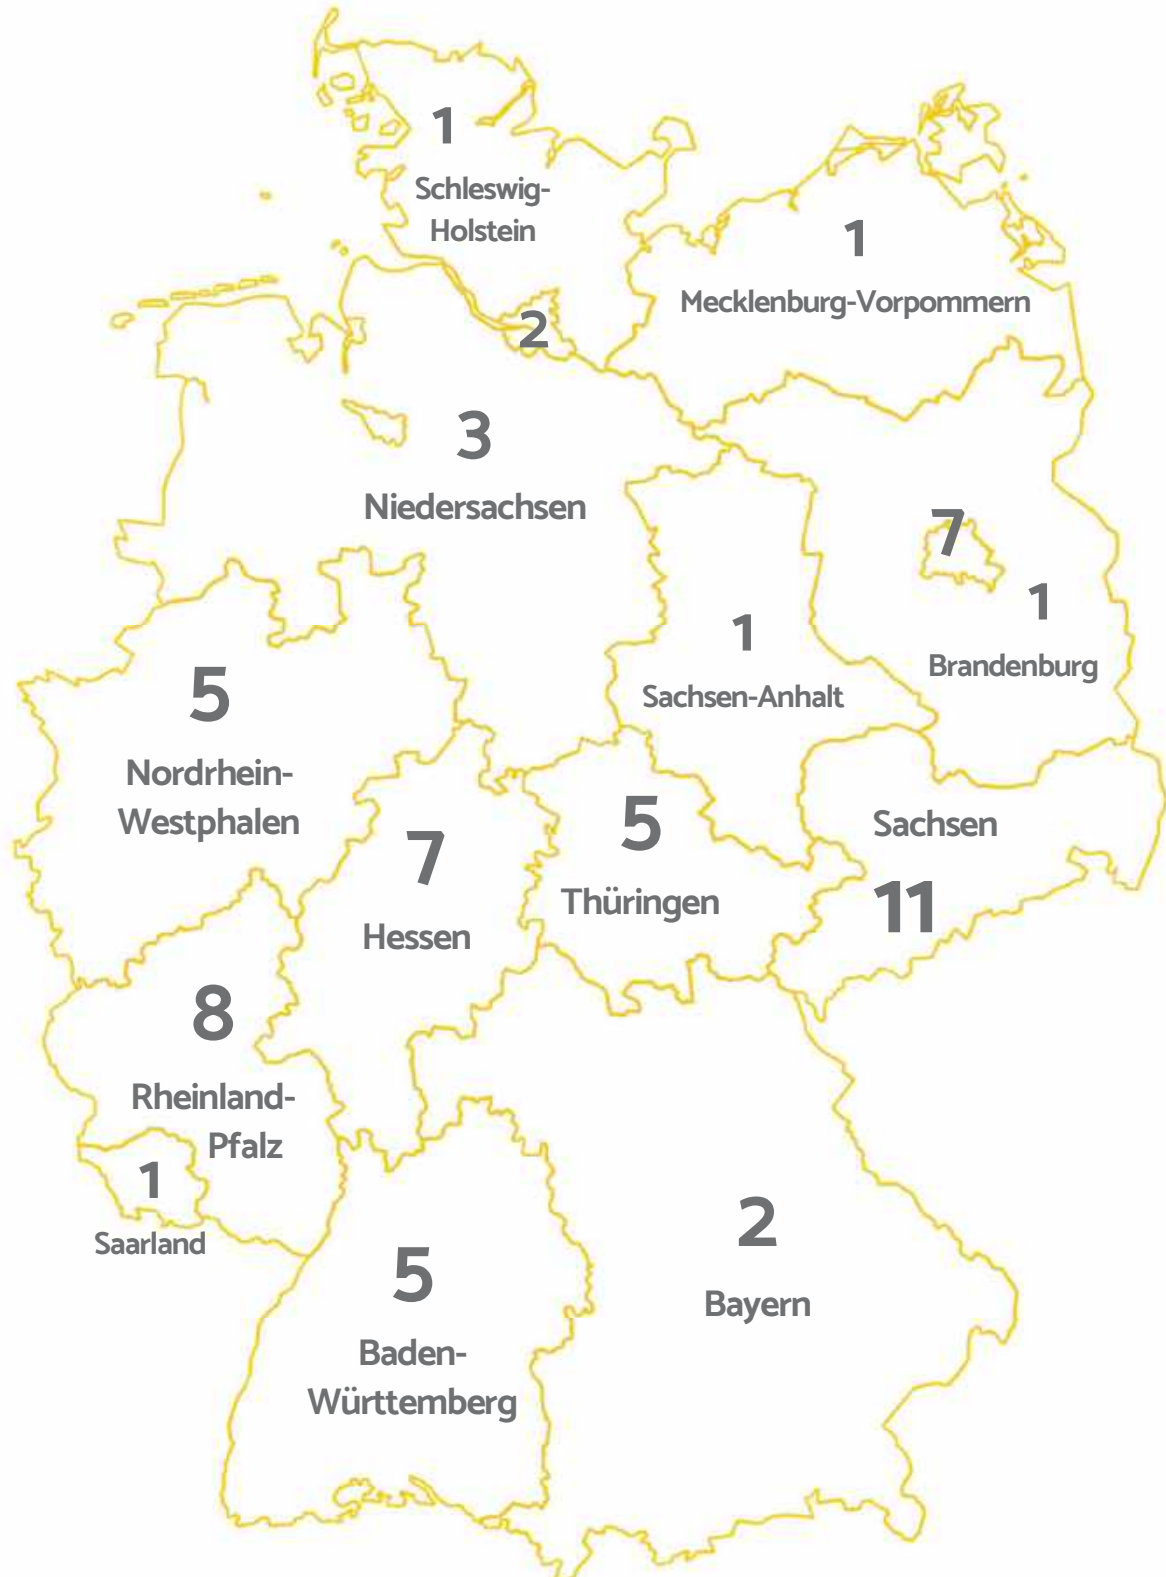 1
Schleswig-
Holstein
1
Mecklenburg-Vorpommern
2
3
Niedersachsen
7
1
Brandenburg
1
Sachsen-Anhalt
5
Nordrhein-
Westphalen
7
Hessen
5
Thüringen
Sachsen
11
8
Rheinland-
Pfalz
1
Saarland
5
Baden-
Württemberg
2
Bayern